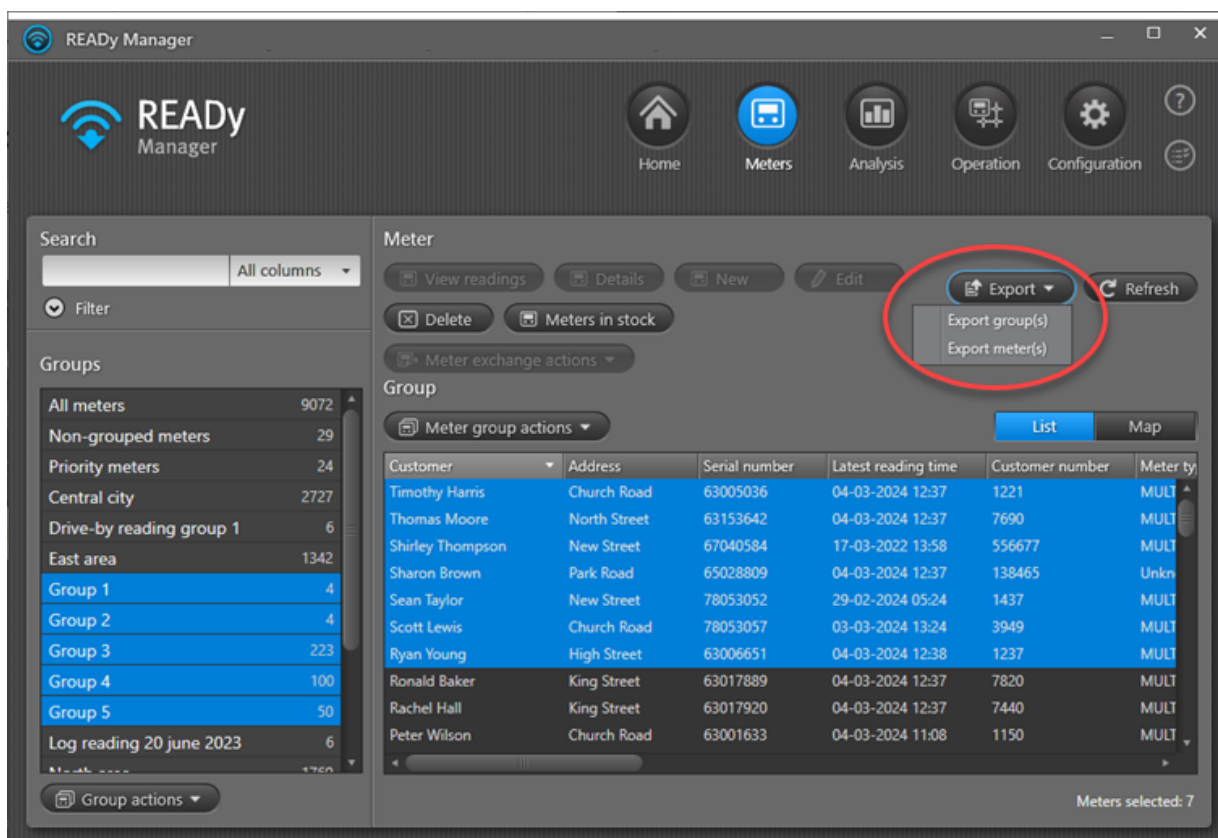 READy Manager
READy
Manager
Home
Meters
Analysis
Operation
Configuration
?
Search
All columns
Filter
Groups
All meters 9072
Non-grouped meters 29
Priority meters 24
Central city 2727
Drive-by reading group 1 6
East area 1342
Group 1 4
Group 2 4
Group 3 223
Group 4 100
Group 5 50
Log reading 20 june 2023 6
Group actions
Meter
View readings Details New Edit Export Refresh
Export group(s)
Export meter(s)
Delete Meters in stock
Meter exchange actions
Group
Meter group actions List Map
Customer Address Serial number Latest reading time Customer number Meter ty
Timothy Harris Church Road 63005036 04-03-2024 12:37 1221 MULT
Thomas Moore North Street 63153642 04-03-2024 12:37 7690 MULT
Shirley Thompson New Street 67040584 17-03-2022 13:58 556677 MULT
Sharon Brown Park Road 65028809 04-03-2024 12:37 138465 Unkn
Sean Taylor New Street 78053052 29-02-2024 05:24 1437 MULT
Scott Lewis Church Road 78053057 03-03-2024 13:24 3949 MULT
Ryan Young High Street 63006651 04-03-2024 12:38 1237 MULT
Ronald Baker King Street 63017889 04-03-2024 12:37 7820 MULT
Rachel Hall King Street 63017920 04-03-2024 12:37 7440 MULT
Peter Wilson Church Road 63001633 04-03-2024 11:08 1150 MULT
Meters selected: 7